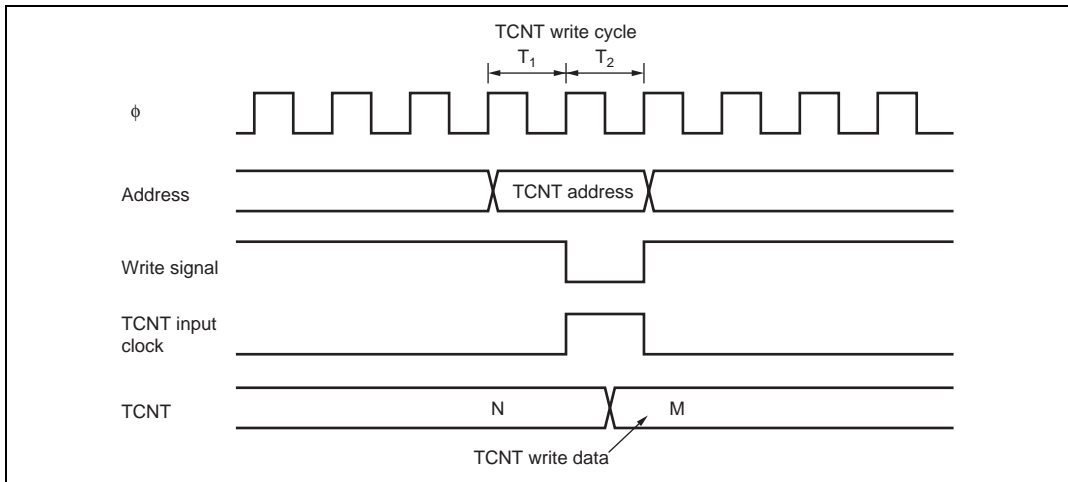 TCNT write cycle
T1 T2
ϕ
Address
TCNT address
Write signal
TCNT input
clock
TCNT
N
M
TCNT write data